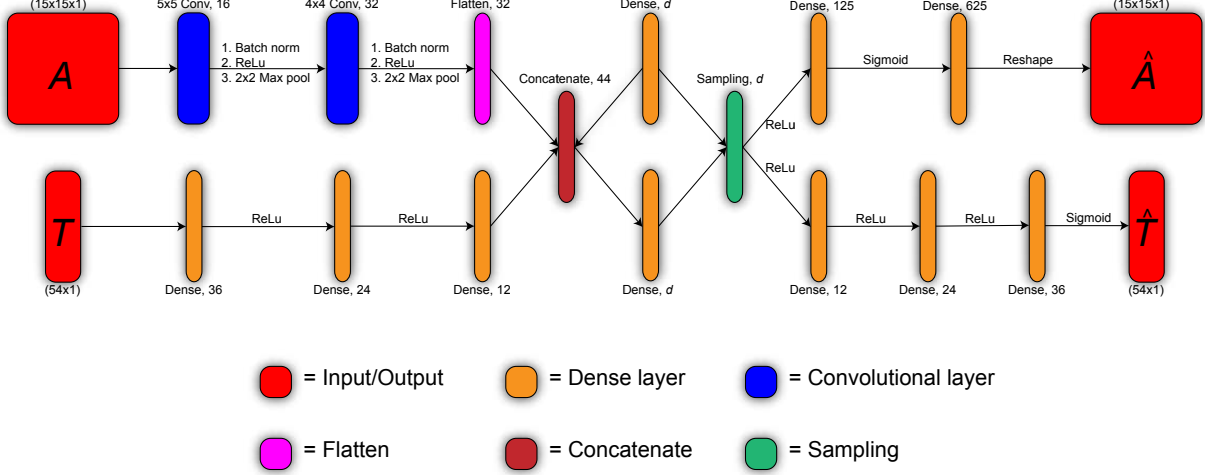 (15x15x1)
5x5 Conv, 16
4x4 Conv, 32
Flatten, 32
Dense, d
Dense, 125
Dense, 625
(15x15x1)
A
1. Batch norm
2. ReLu
3. 2x2 Max pool
1. Batch norm
2. ReLu
3. 2x2 Max pool
Concatenate, 44
Sampling, d
ReLu
Sigmoid
Reshape
Â
T
ReLu
ReLu
ReLu
ReLu
ReLu
Sigmoid
T̂
(54x1)
Dense, 36
Dense, 24
Dense, 12
Dense, d
Dense, 12
Dense, 24
Dense, 36
(54x1)
= Input/Output
= Dense layer
= Convolutional layer
= Flatten
= Concatenate
= Sampling